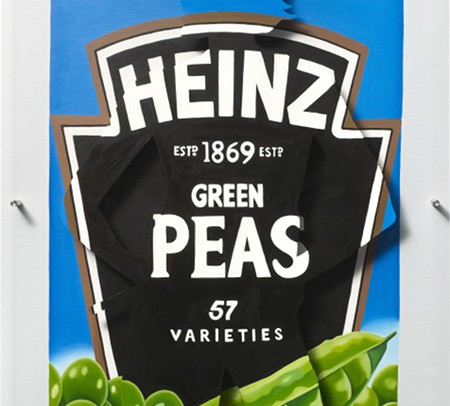 HEINZ
ESTD 1869 ESTD
GREEN
PEAS
57
VARIETIES